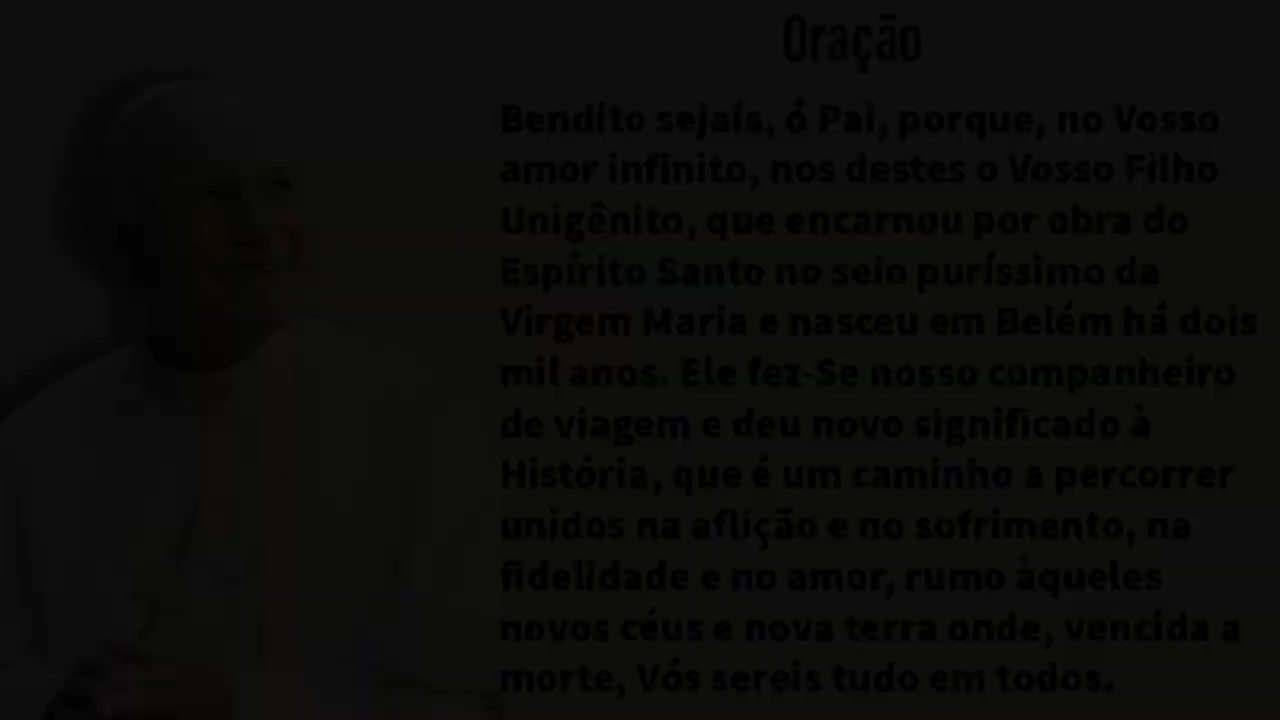 Oração
Bendito sejais, ó Pai, porque, no Vosso
amor infinito, nos destes o Vosso Filho
Unigênito, que encarnou por obra do
Espírito Santo no seio puríssimo da
Virgem Maria e nasceu em Belém há dois
mil anos. Ele fez-Se nosso companheiro
de viagem e deu novo significado à
História, que é um caminho a percorrer
unidos na aflição e no sofrimento, na
fidelidade e no amor, rumo àqueles
novos céus e nova terra onde, vencida a
morte, Vós sereis tudo em todos.